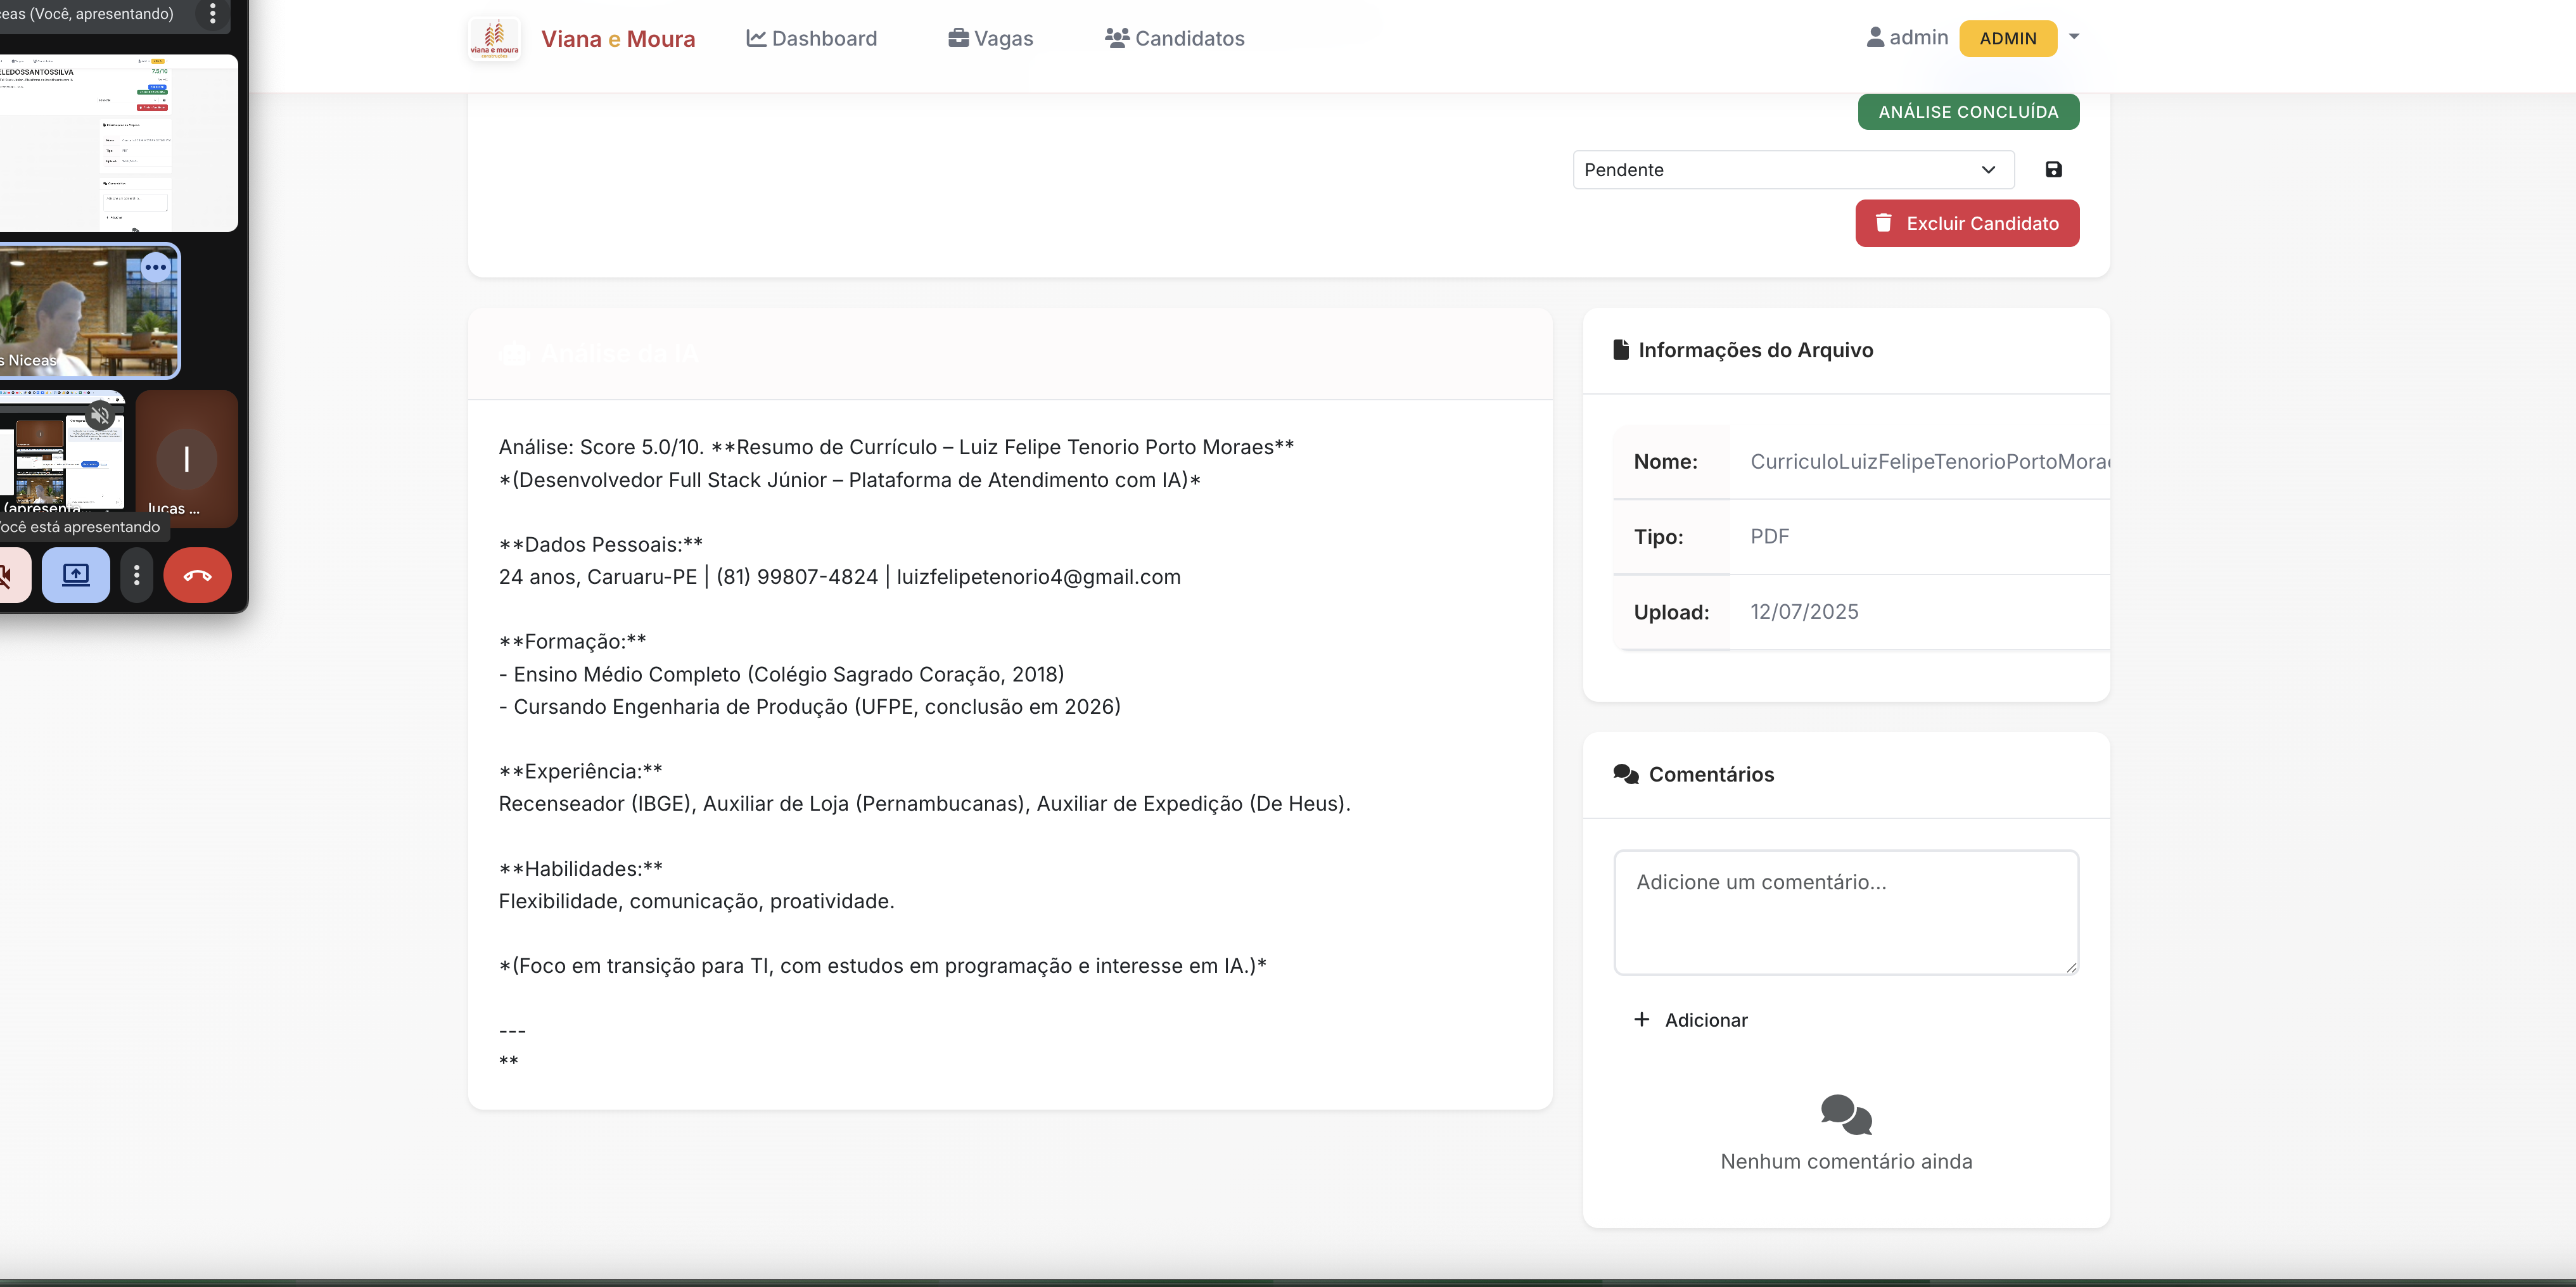 ceas (Você, apresentando)
ELEDOSSANTOSSILVA
7.5/10
s Niceas
(apresenta...
lucas ...
ocê está apresentando
l
viana e moura
Viana e Moura
Dashboard
Vagas
Candidatos
admin
ADMIN
ANÁLISE CONCLUÍDA
Pendente
Excluir Candidato
Análise da IA
Análise: Score 5.0/10. **Resumo de Currículo – Luiz Felipe Tenorio Porto Moraes**
*(Desenvolvedor Full Stack Júnior – Plataforma de Atendimento com IA)*
**Dados Pessoais:**
24 anos, Caruaru-PE | (81) 99807-4824 | luizfelipetenorio4@gmail.com
**Formação:**
- Ensino Médio Completo (Colégio Sagrado Coração, 2018)
- Cursando Engenharia de Produção (UFPE, conclusão em 2026)
**Experiência:**
Recenseador (IBGE), Auxiliar de Loja (Pernambucanas), Auxiliar de Expedição (De Heus).
**Habilidades:**
Flexibilidade, comunicação, proatividade.
*(Foco em transição para TI, com estudos em programação e interesse em IA.)*
---
**
Informações do Arquivo
Nome: CurriculoLuizFelipeTenorioPortoMorae
Tipo: PDF
Upload: 12/07/2025
Comentários
Adicione um comentário...
+ Adicionar
Nenhum comentário ainda